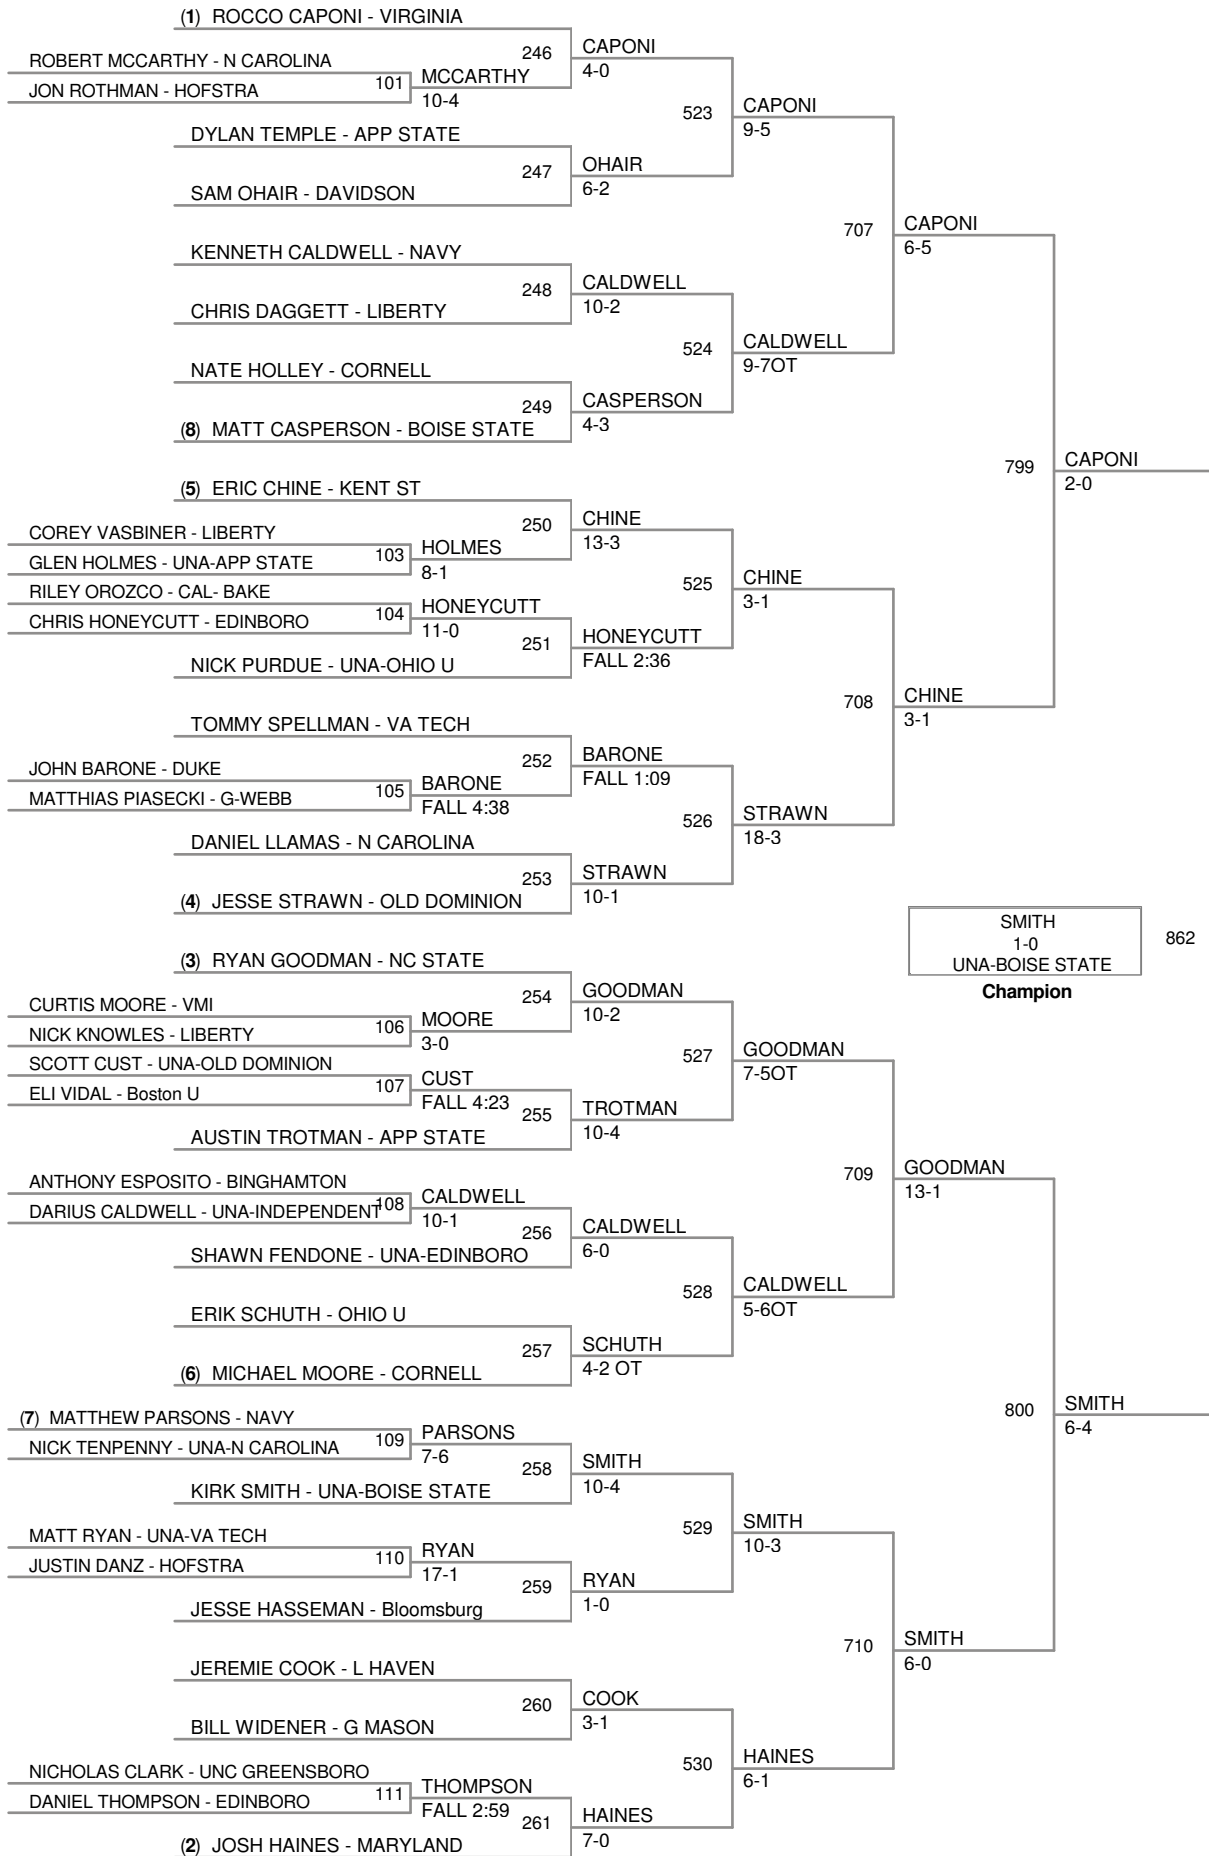 (1) ROCCO CAPONI - VIRGINIA
246 CAPONI
ROBERT MCCARTHY - N CAROLINA
4-0
101 MCCARTHY
JON ROTHMAN - HOFSTRA
10-4
523 CAPONI
9-5
DYLAN TEMPLE - APP STATE
247 OHAIR
6-2
SAM OHAIR - DAVIDSON
707 CAPONI
6-5
KENNETH CALDWELL - NAVY
248 CALDWELL
10-2
CHRIS DAGGETT - LIBERTY
524 CALDWELL
9-7OT
NATE HOLLEY - CORNELL
249 CASPERSON
4-3
(8) MATT CASPERSON - BOISE STATE
799 CAPONI
2-0
(5) ERIC CHINE - KENT ST
250 CHINE
13-3
COREY VASBINER - LIBERTY
103 HOLMES
GLEN HOLMES - UNA-APP STATE
8-1
525 CHINE
3-1
RILEY OROZCO - CAL- BAKE
104 HONEYCUTT
CHRIS HONEYCUTT - EDINBORO
11-0
251 HONEYCUTT
FALL 2:36
NICK PURDUE - UNA-OHIO U
708 CHINE
3-1
TOMMY SPELLMAN - VA TECH
252 BARONE
FALL 1:09
JOHN BARONE - DUKE
105 BARONE
MATTHIAS PIASECKI - G-WEBB
FALL 4:38
526 STRAWN
18-3
DANIEL LLAMAS - N CAROLINA
253 STRAWN
10-1
(4) JESSE STRAWN - OLD DOMINION
SMITH
1-0
UNA-BOISE STATE
862
Champion
(3) RYAN GOODMAN - NC STATE
254 GOODMAN
10-2
CURTIS MOORE - VMI
106 MOORE
NICK KNOWLES - LIBERTY
3-0
527 GOODMAN
7-5OT
SCOTT CUST - UNA-OLD DOMINION
107 CUST
ELI VIDAL - Boston U
FALL 4:23
255 TROTMAN
10-4
AUSTIN TROTMAN - APP STATE
709 GOODMAN
13-1
ANTHONY ESPOSITO - BINGHAMTON
108 CALDWELL
DARIUS CALDWELL - UNA-INDEPENDENT
10-1
256 CALDWELL
6-0
SHAWN FENDONE - UNA-EDINBORO
528 CALDWELL
5-6OT
ERIK SCHUTH - OHIO U
257 SCHUTH
4-2 OT
(6) MICHAEL MOORE - CORNELL
800 SMITH
6-4
(7) MATTHEW PARSONS - NAVY
109 PARSONS
NICK TENPENNY - UNA-N CAROLINA
7-6
258 SMITH
10-4
KIRK SMITH - UNA-BOISE STATE
529 SMITH
10-3
MATT RYAN - UNA-VA TECH
110 RYAN
JUSTIN DANZ - HOFSTRA
17-1
259 RYAN
1-0
JESSE HASSEMAN - Bloomsburg
710 SMITH
6-0
JEREMIE COOK - L HAVEN
260 COOK
3-1
BILL WIDENER - G MASON
530 HAINES
6-1
NICHOLAS CLARK - UNC GREENSBORO
111 THOMPSON
DANIEL THOMPSON - EDINBORO
FALL 2:59
261 HAINES
7-0
(2) JOSH HAINES - MARYLAND